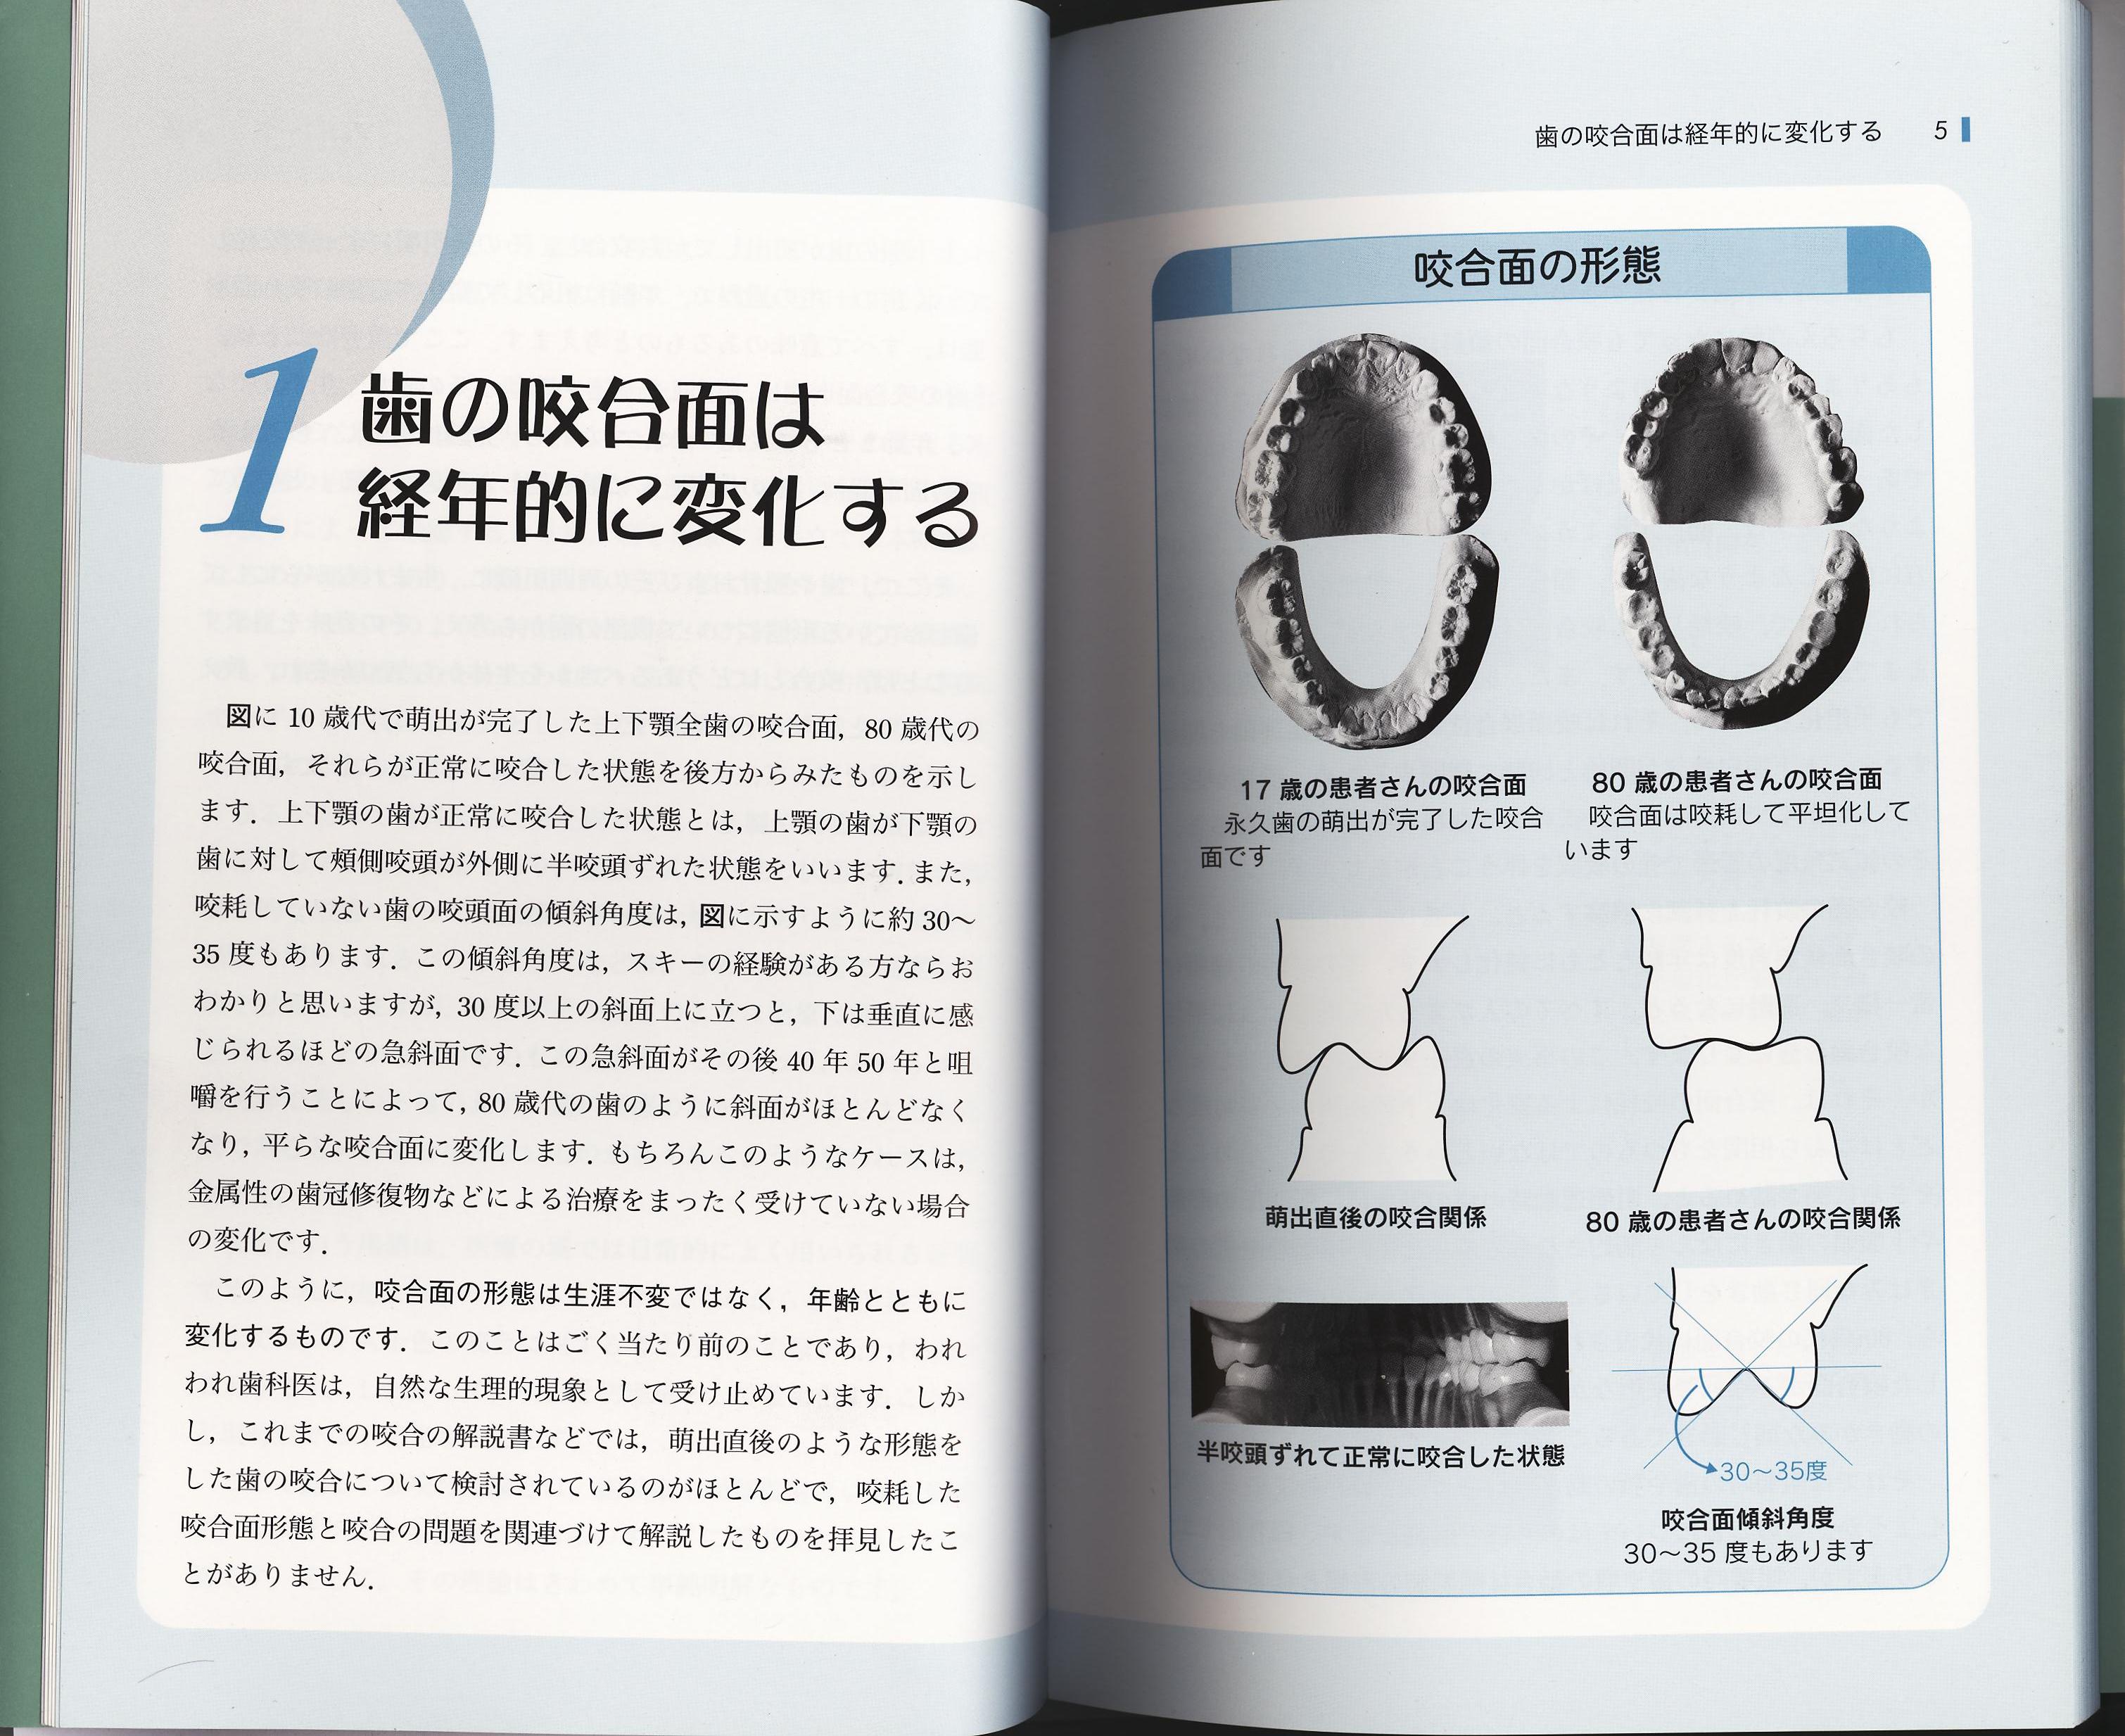 1
歯の咬合面は
経年的に変化する
図に 10 歳代で萌出が完了した上下顎全歯の咬合面，80 歳代の
咬合面，それらが正常に咬合した状態を後方からみたものを示し
ます．上下顎の歯が正常に咬合した状態とは，上顎の歯が下顎の
歯に対して頰側咬頭が外側に半咬頭ずれた状態をいいます．また，
咬耗していない歯の咬頭面の傾斜角度は，図に示すように約 30～
35 度もあります．この傾斜角度は，スキーの経験がある方ならお
わかりと思いますが，30 度以上の斜面上に立つと，下は垂直に感
じられるほどの急斜面です．この急斜面がその後 40 年 50 年と咀
嚼を行うことによって，80 歳代の歯のように斜面がほとんどなく
なり，平らな咬合面に変化します．もちろんこのようなケースは，
金属性の歯冠修復物などによる治療をまったく受けていない場合
の変化です．
このように，咬合面の形態は生涯不変ではなく，年齢とともに
変化するものです．このことはごく当たり前のことであり，われ
われ歯科医は，自然な生理的現象として受け止めています．しか
し，これまでの咬合の解説書などでは，萌出直後のような形態を
した歯の咬合について検討されているのがほとんどで，咬耗した
咬合面形態と咬合の問題を関連づけて解説したものを拝見したこ
とがありません．
歯の咬合面は経年的に変化する 5
咬合面の形態
17 歳の患者さんの咬合面
永久歯の萌出が完了した咬合
面です
80 歳の患者さんの咬合面
咬合面は咬耗して平坦化して
います
萌出直後の咬合関係
80 歳の患者さんの咬合関係
半咬頭ずれて正常に咬合した状態
30～35度
咬合面傾斜角度
30～35 度もあります